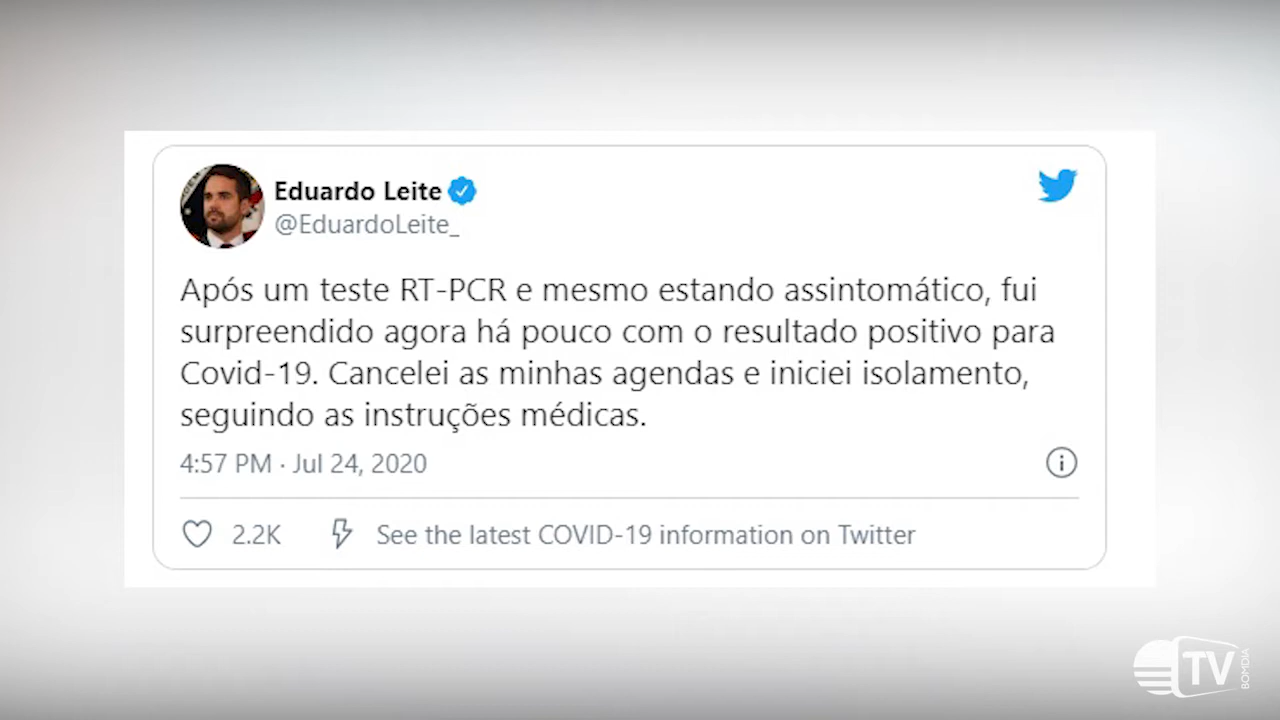 Eduardo Leite
@EduardoLeite_
Após um teste RT-PCR e mesmo estando assintomático, fui
surpreendido agora há pouco com o resultado positivo para
Covid-19. Cancelei as minhas agendas e iniciei isolamento,
seguindo as instruções médicas.
4:57 PM · Jul 24, 2020
2.2K See the latest COVID-19 information on Twitter
TV BOMDIA